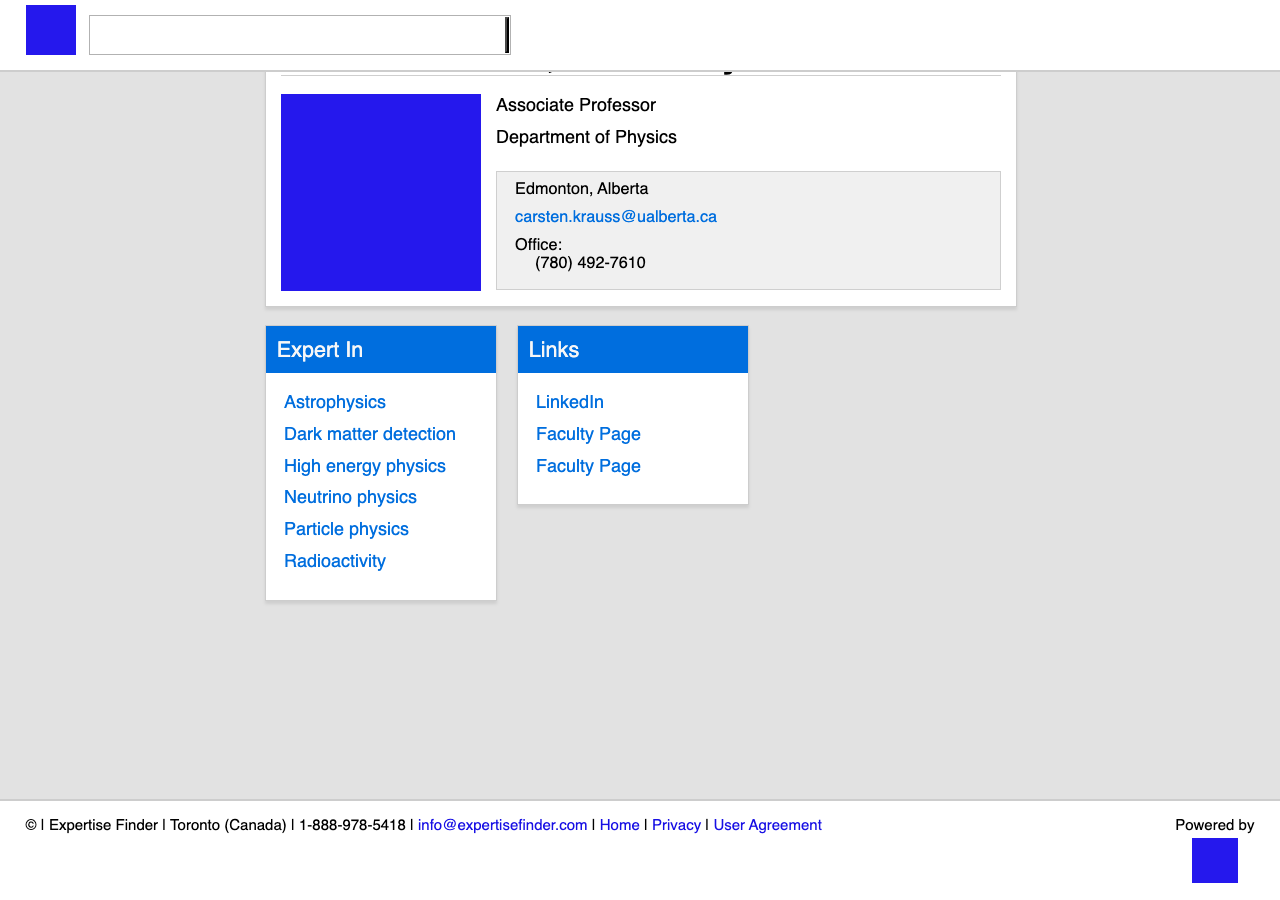 Associate Professor
Department of Physics
Edmonton, Alberta
carsten.krauss@ualberta.ca
Office:
(780) 492-7610
Expert In
Astrophysics
Dark matter detection
High energy physics
Neutrino physics
Particle physics
Radioactivity
Links
LinkedIn
Faculty Page
Faculty Page
© | Expertise Finder | Toronto (Canada) | 1-888-978-5418 | info@expertisefinder.com | Home | Privacy | User Agreement
Powered by